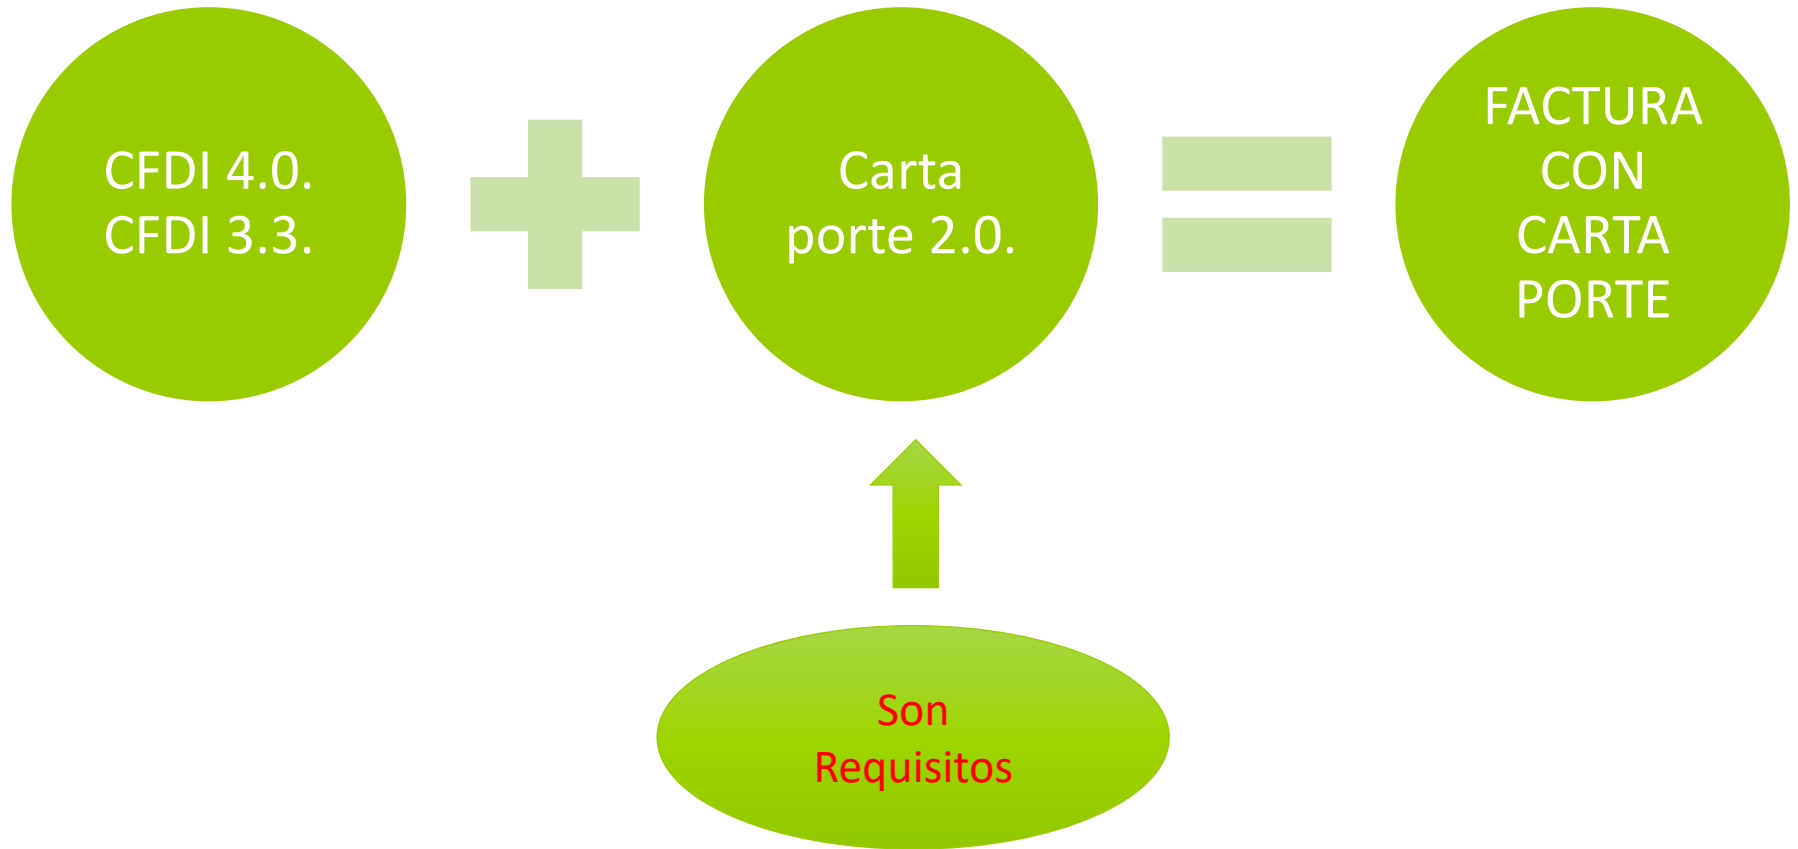 CFDI 4.0.
CFDI 3.3.
Carta
porte 2.0.
FACTURA
CON
CARTA
PORTE
Son
Requisitos